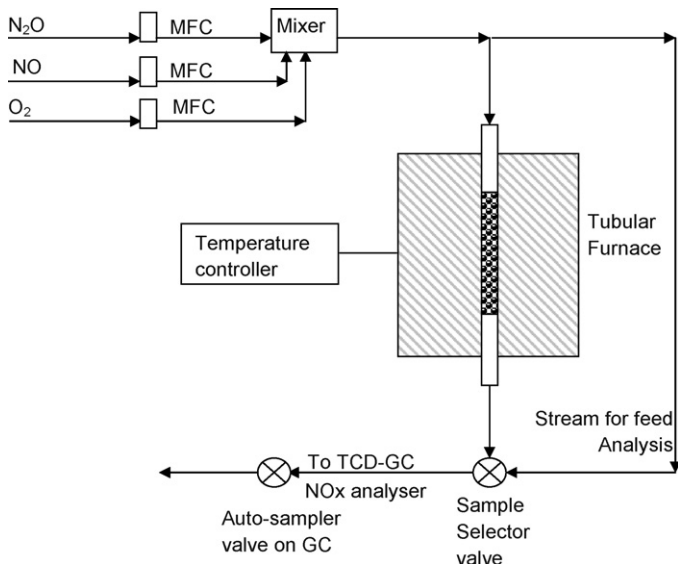 N₂O
MFC
Mixer
NO
MFC
O₂
MFC
Temperature
controller
Tubular
Furnace
Stream for feed
Analysis
To TCD-GC
NOx analyser
Auto-sampler
valve on GC
Sample
Selector
valve